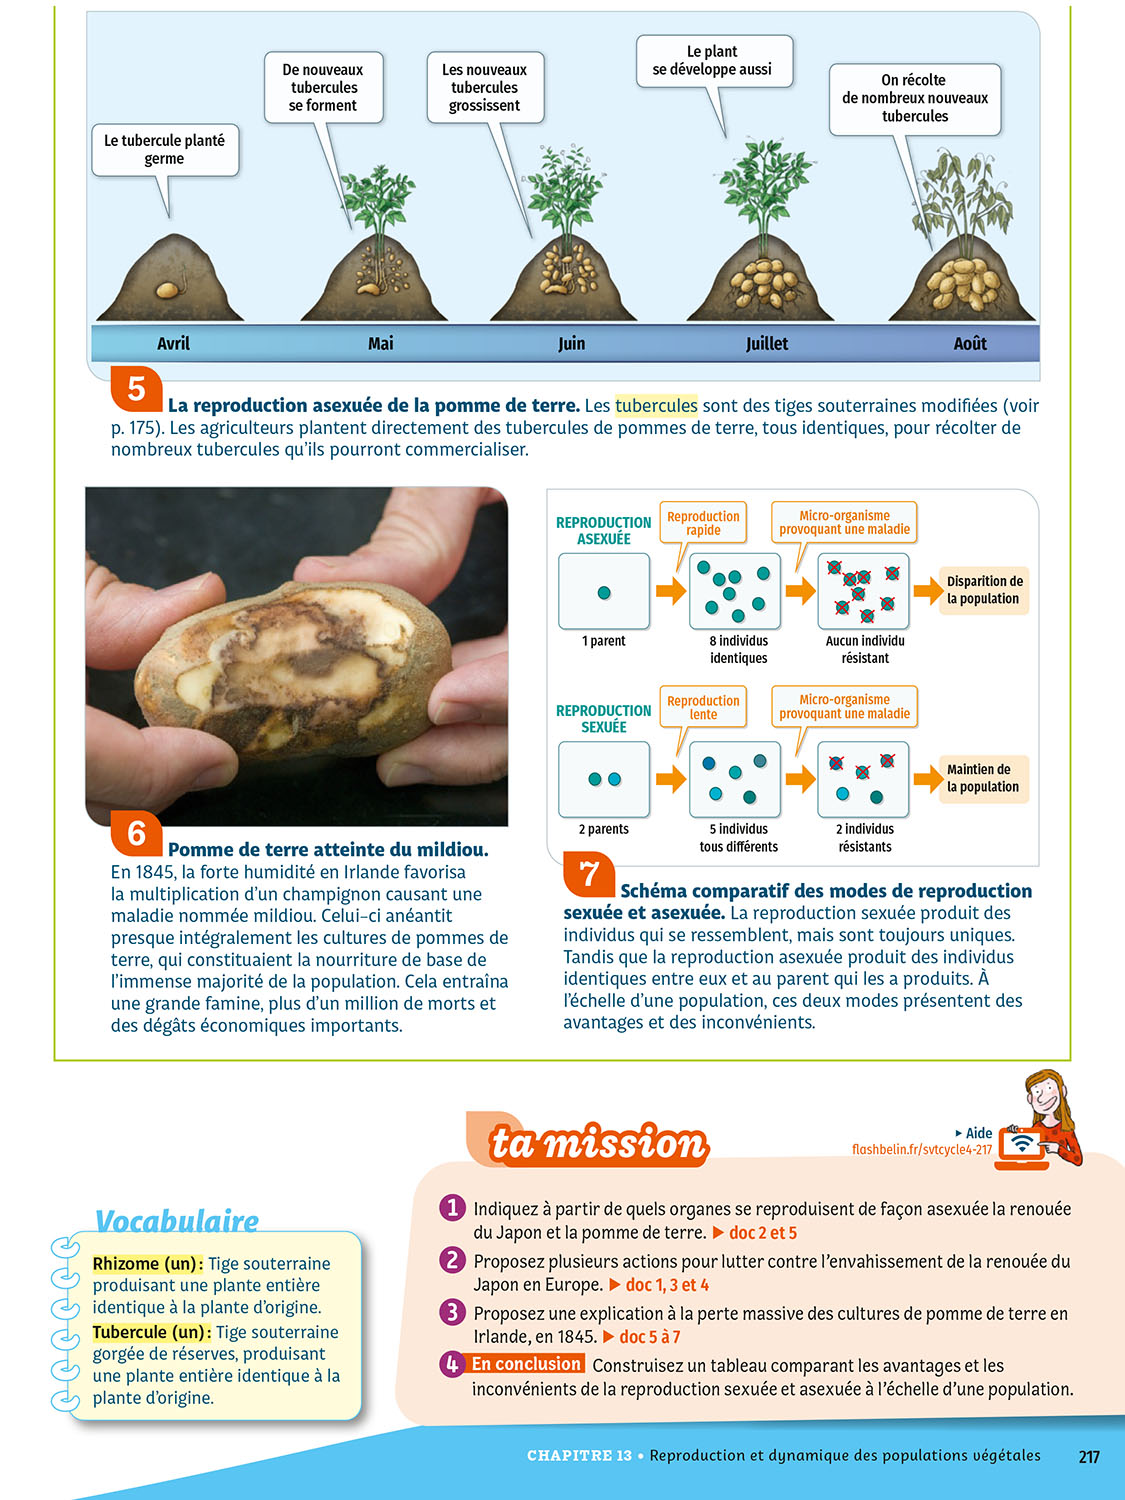 Le tubercule planté
germe
De nouveaux
tubercules
se forment
Les nouveaux
tubercules
grossissent
Le plant
se développe aussi
On récolte
de nombreux nouveaux
tubercules
Avril
Mai
Juin
Juillet
Août
5
La reproduction asexuée de la pomme de terre. Les tubercules sont des tiges souterraines modifiées (voir
p. 175). Les agriculteurs plantent directement des tubercules de pommes de terre, tous identiques, pour récolter de
nombreux tubercules qu'ils pourront commercialiser.
6
Pomme de terre atteinte du mildiou.
En 1845, la forte humidité en Irlande favorisa
la multiplication d'un champignon causant une
maladie nommée mildiou. Celui-ci anéantit
presque intégralement les cultures de pommes de
terre, qui constituaient la nourriture de base de
l'immense majorité de la population. Cela entraîna
une grande famine, plus d'un million de morts et
des dégâts économiques importants.
REPRODUCTION
ASEXUÉE
Reproduction
rapide
Micro-organisme
provoquant une maladie
Disparition de
la population
1 parent
8 individus
identiques
Aucun individu
résistant
REPRODUCTION
SEXUÉE
Reproduction
lente
Micro-organisme
provoquant une maladie
Maintien de
la population
2 parents
5 individus
tous différents
2 individus
résistants
7
Schéma comparatif des modes de reproduction
sexuée et asexuée. La reproduction sexuée produit des
individus qui se ressemblent, mais sont toujours uniques.
Tandis que la reproduction asexuée produit des individus
identiques entre eux et au parent qui les a produits. À
l'échelle d'une population, ces deux modes présentent des
avantages et des inconvénients.
ta mission
▸ Aide
flashbelin.fr/svtcycle4-217
1 Indiquez à partir de quels organes se reproduisent de façon asexuée la renouée
du Japon et la pomme de terre. ▶ doc 2 et 5
2 Proposez plusieurs actions pour lutter contre l'envahissement de la renouée du
Japon en Europe. ▶ doc 1, 3 et 4
3 Proposez une explication à la perte massive des cultures de pomme de terre en
Irlande, en 1845. ▶ doc 5 à 7
4 En conclusion Construisez un tableau comparant les avantages et les
inconvénients de la reproduction sexuée et asexuée à l'échelle d'une population.
Vocabulaire
Rhizome (un) : Tige souterraine
produisant une plante entière
identique à la plante d'origine.
Tubercule (un) : Tige souterraine
gorgée de réserves, produisant
une plante entière identique à la
plante d'origine.
CHAPITRE 13 • Reproduction et dynamique des populations végétales 217